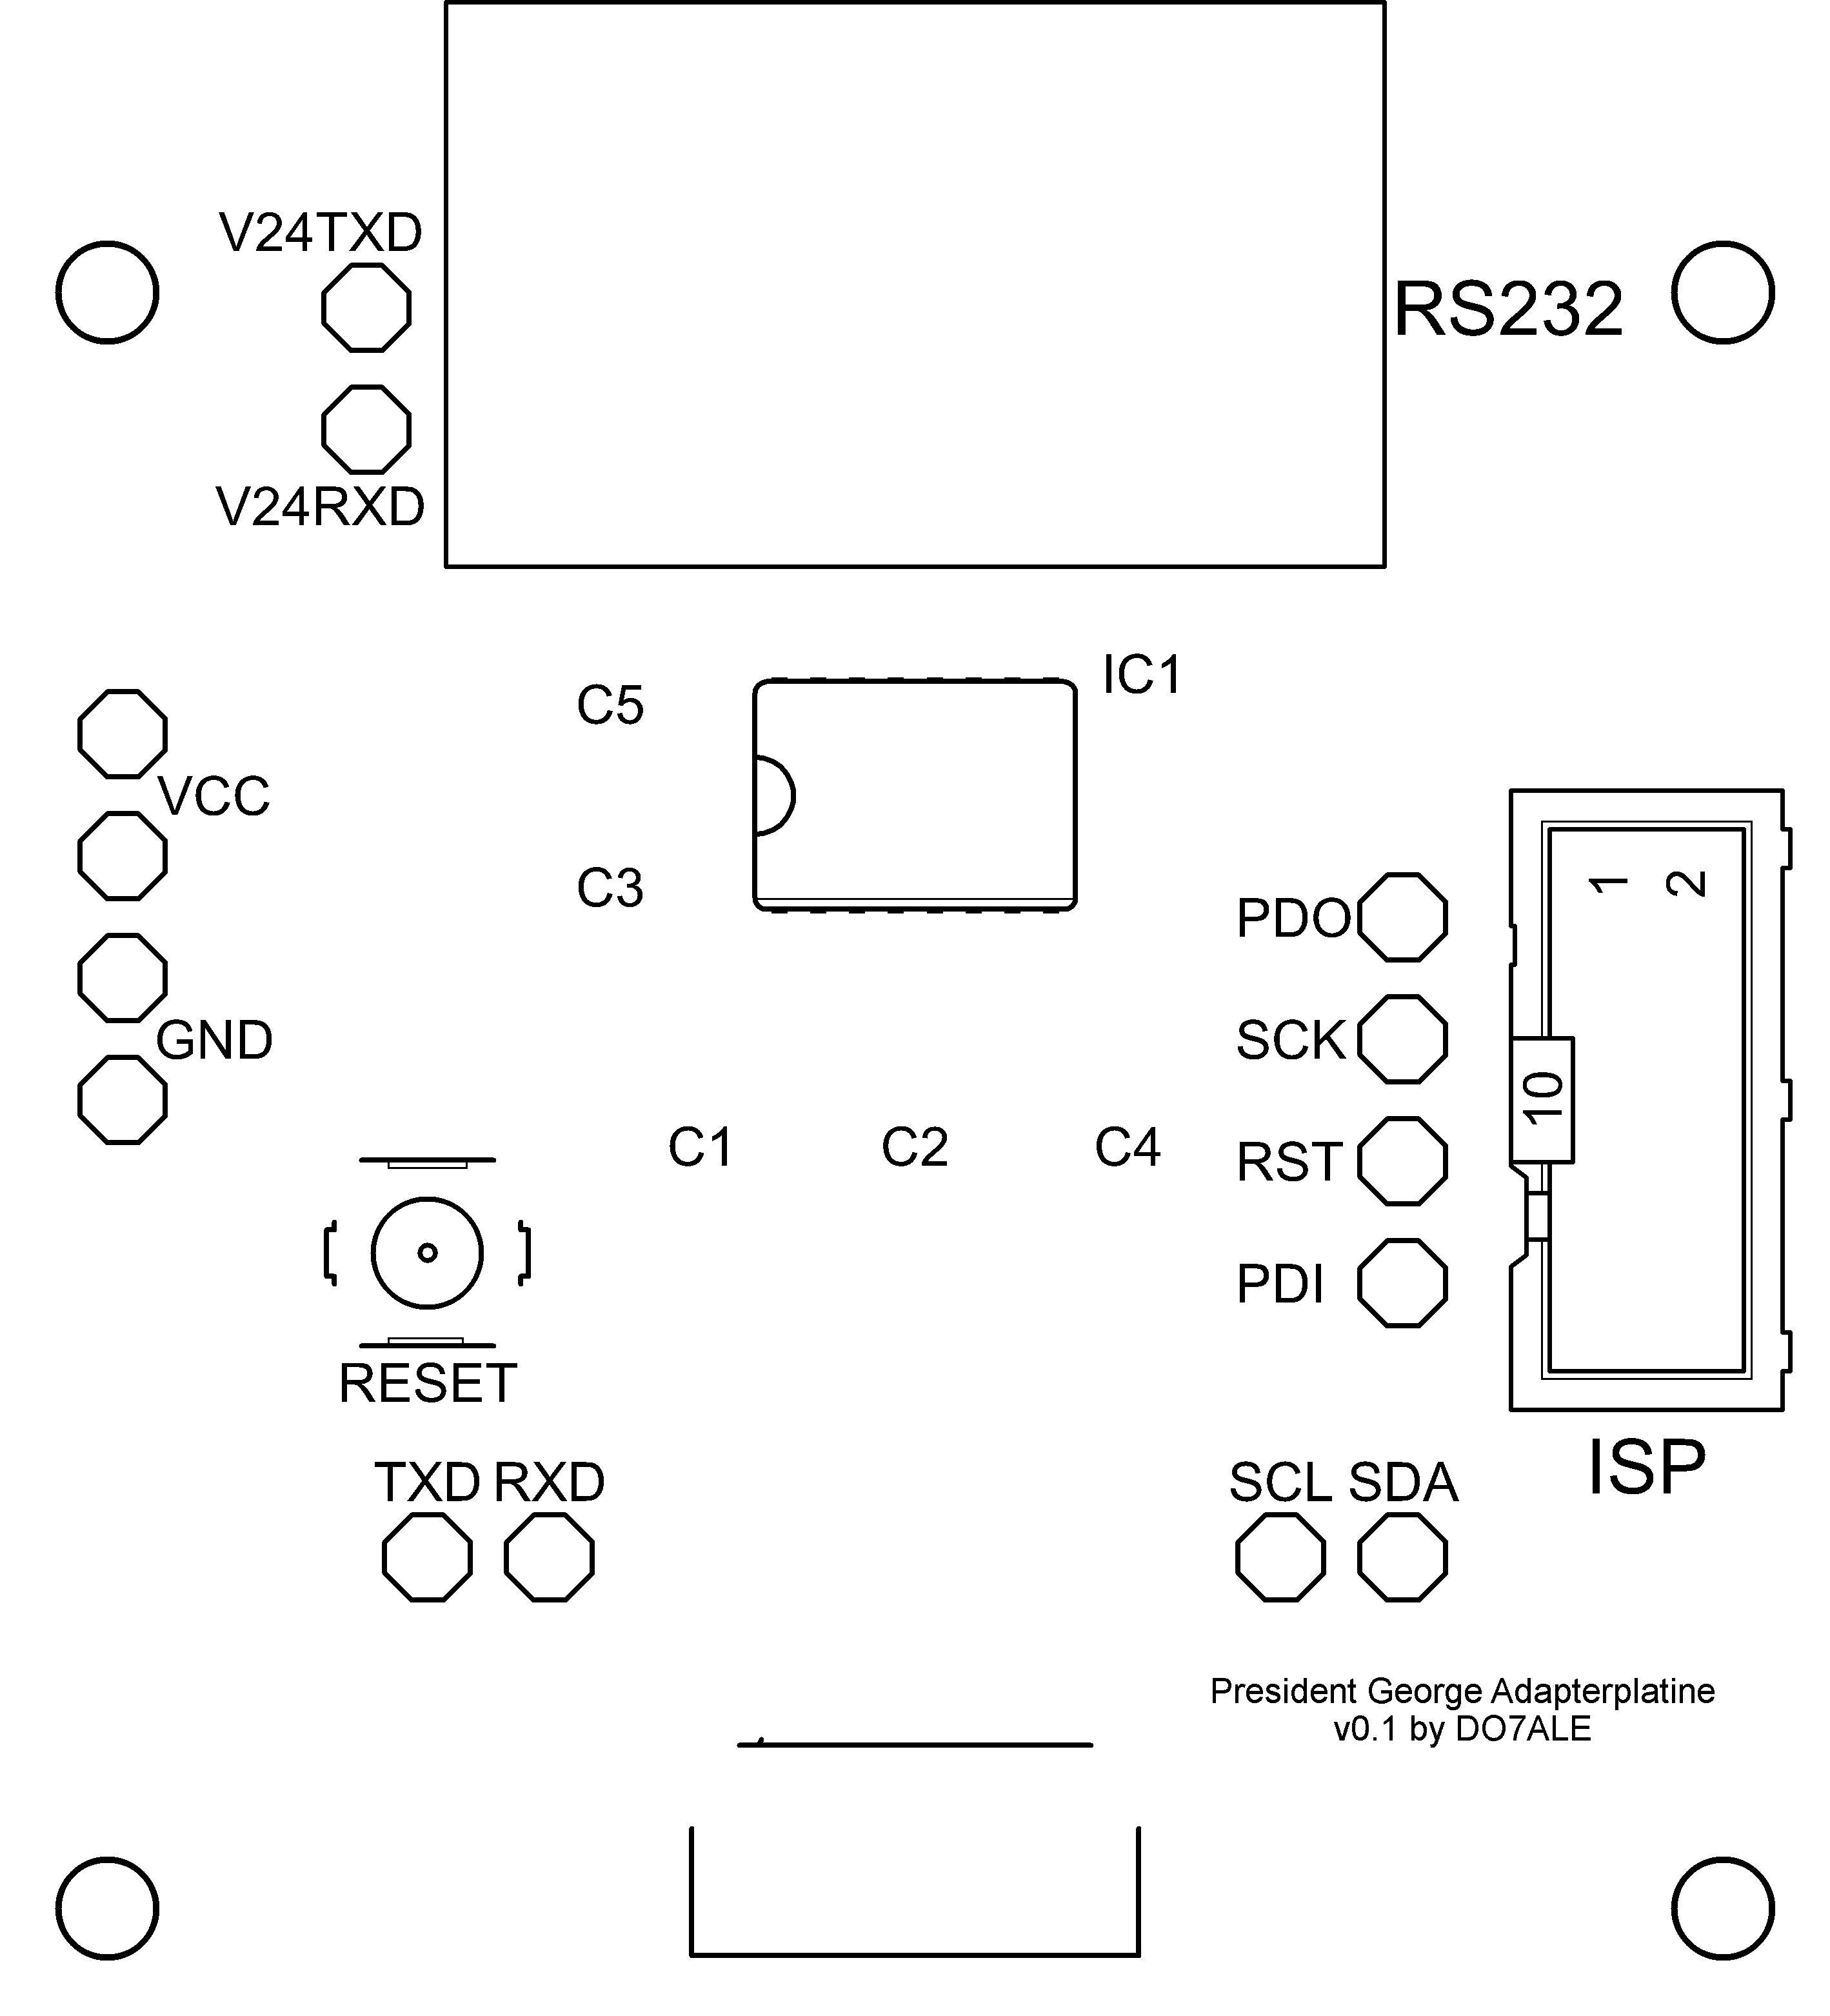 V24TXD
RS232
V24RXD
IC1
C5
VCC
C3
1 2
PDO
GND
SCK
10
C1 C2 C4
RST
PDI
RESET
ISP
TXD RXD
SCL SDA
President George Adapterplatine
v0.1 by DO7ALE